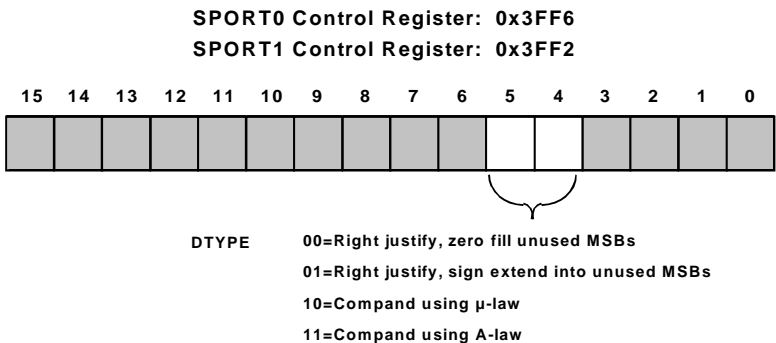 SPORT0 Control Register: 0x3FF6
SPORT1 Control Register: 0x3FF2
15 14 13 12 11 10 9 8 7 6 5 4 3 2 1 0
DTYPE 00=Right justify, zero fill unused MSBs
01=Right justify, sign extend into unused MSBs
10=Compand using µ-law
11=Compand using A-law